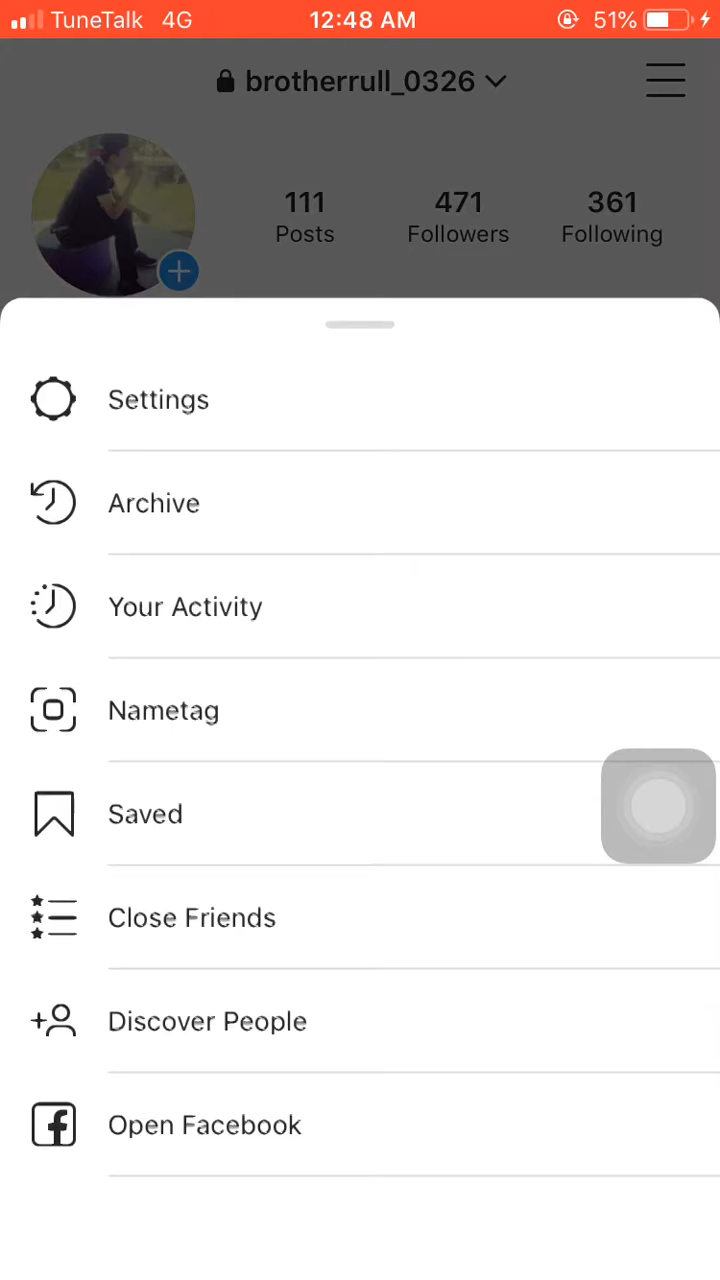 TuneTalk 4G 12:48 AM 51%
brotherrull_0326
111 471 361
Posts Followers Following
Settings
Archive
Your Activity
Nametag
Saved
Close Friends
Discover People
Open Facebook